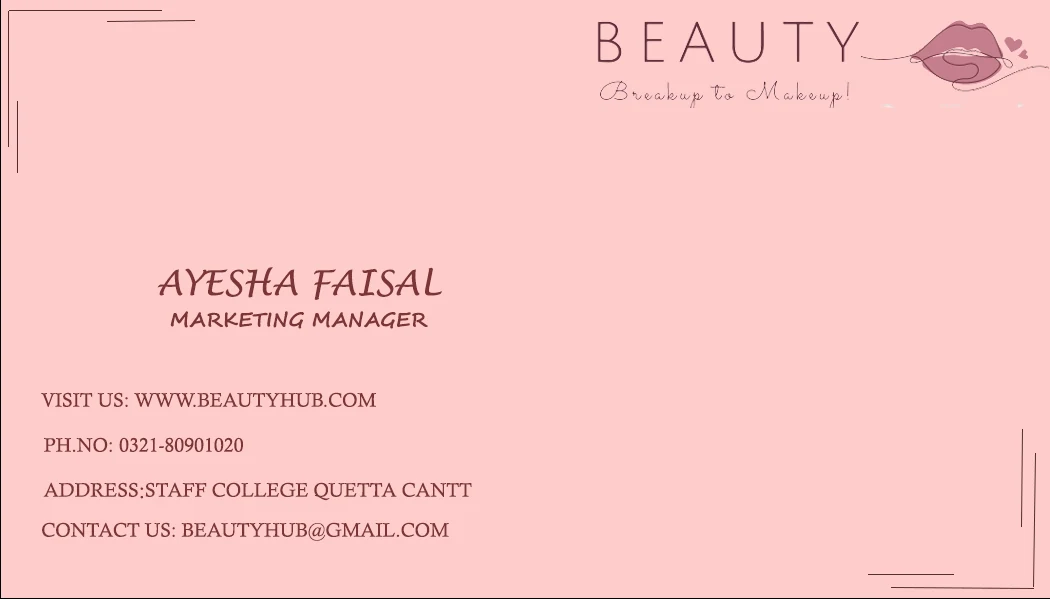 BEAUTY
Breakup to Makeup!
AYESHA FAISAL
MARKETING MANAGER
VISIT US: WWW.BEAUTYHUB.COM
PH.NO: 0321-80901020
ADDRESS:STAFF COLLEGE QUETTA CANTT
CONTACT US: BEAUTYHUB@GMAIL.COM